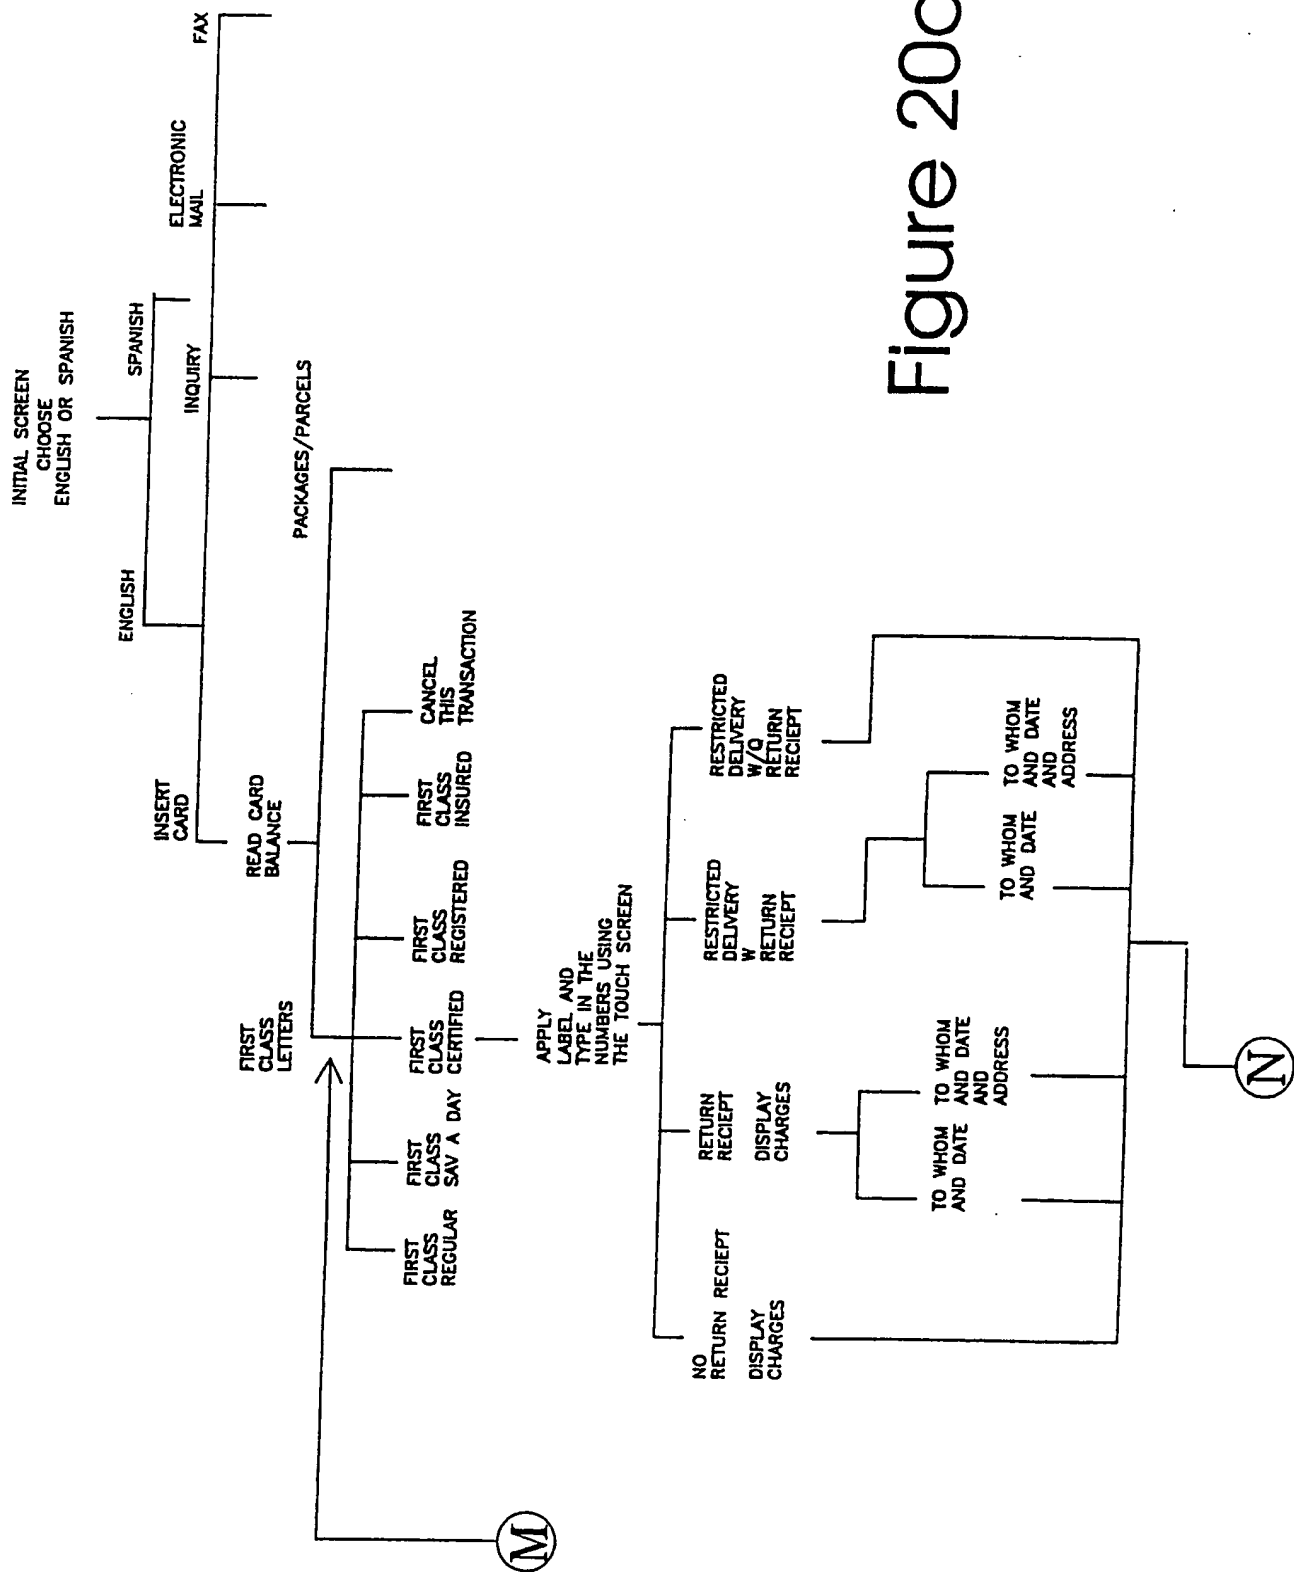 INITIAL SCREEN
CHOOSE
ENGLISH OR SPANISH
ENGLISH
SPANISH
INSERT
CARD
INQUIRY
ELECTRONIC
MAIL
FAX
READ CARD
BALANCE
FIRST
CLASS
LETTERS
PACKAGES/PARCELS
FIRST
CLASS
REGULAR
FIRST
CLASS
SAV A DAY
FIRST
CLASS
CERTIFIED
FIRST
CLASS
REGISTERED
FIRST
CLASS
INSURED
CANCEL
THIS
TRANSACTION
M
APPLY
LABEL AND
TYPE IN THE
NUMBERS USING
THE TOUCH SCREEN
NO
RETURN RECIEPT
DISPLAY
CHARGES
RETURN
RECIEPT
DISPLAY
CHARGES
RESTRICTED
DELIVERY
W
RETURN
RECIEPT
RESTRICTED
DELIVERY
W/O
RETURN
RECIEPT
TO WHOM
AND DATE
TO WHOM
AND DATE
AND
ADDRESS
TO WHOM
AND DATE
TO WHOM
AND DATE
AND
ADDRESS
N
Figure